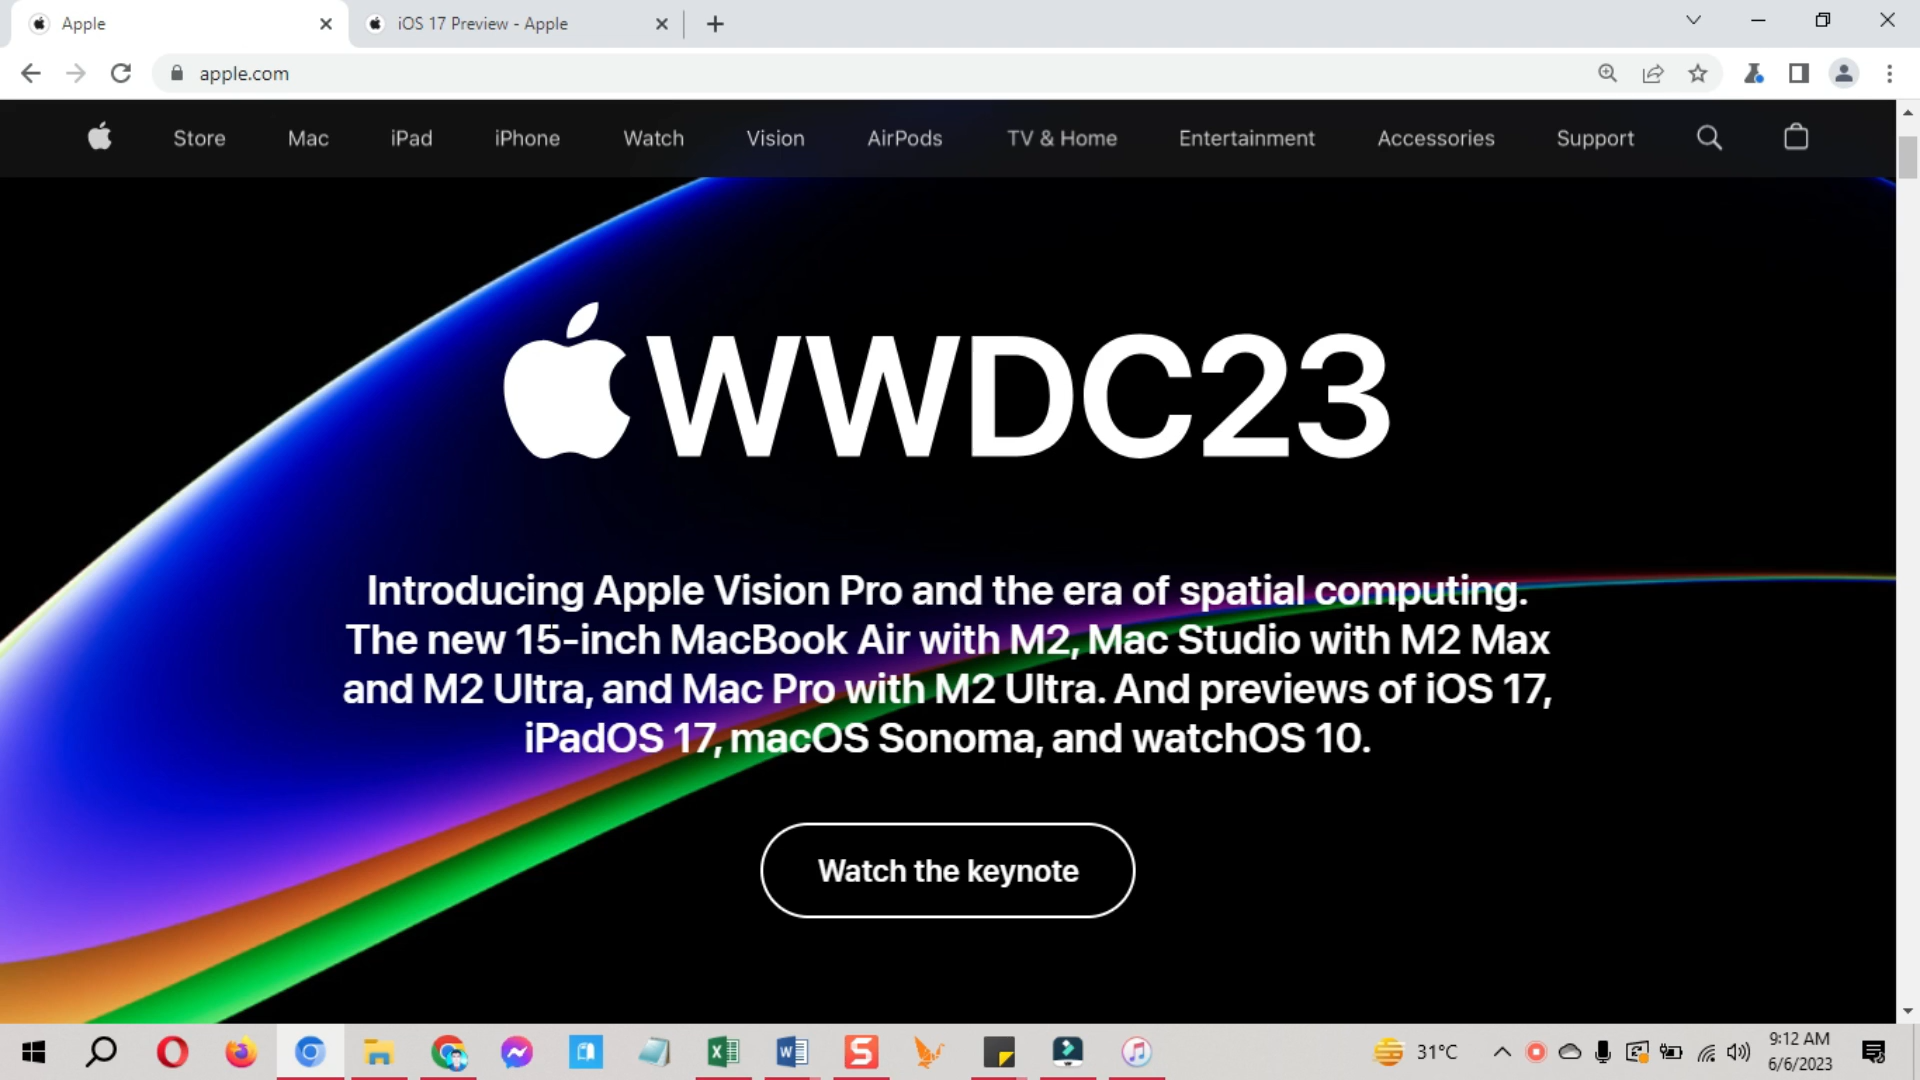 Apple
iOS 17 Preview - Apple
apple.com
Store Mac iPad iPhone Watch Vision AirPods TV & Home Entertainment Accessories Support
WWDC23
Introducing Apple Vision Pro and the era of spatial computing.
The new 15-inch MacBook Air with M2, Mac Studio with M2 Max
and M2 Ultra, and Mac Pro with M2 Ultra. And previews of iOS 17,
iPadOS 17, macOS Sonoma, and watchOS 10.
Watch the keynote
31°C
9:12 AM
6/6/2023